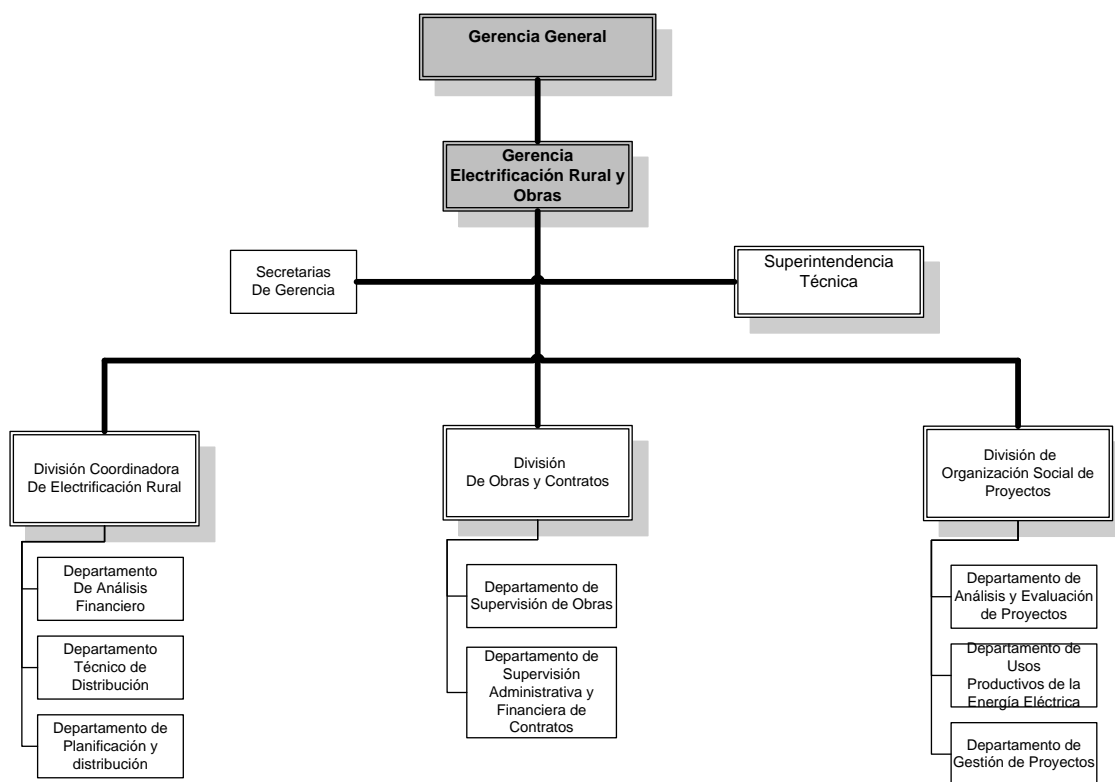 Gerencia General
Gerencia
Electrificación Rural y
Obras
Secretarias
De Gerencia
Superintendencia
Técnica
División Coordinadora
De Electrificación Rural
División
De Obras y Contratos
División de
Organización Social de
Proyectos
Departamento
De Análisis
Financiero
Departamento
Técnico de
Distribución
Departamento de
Planificación y
distribución
Departamento de
Supervisión de Obras
Departamento de
Supervisión
Administrativa y
Financiera de
Contratos
Departamento de
Análisis y Evaluación
de Proyectos
Departamento de
Usos
Productivos de la
Energía Eléctrica
Departamento de
Gestión de Proyectos